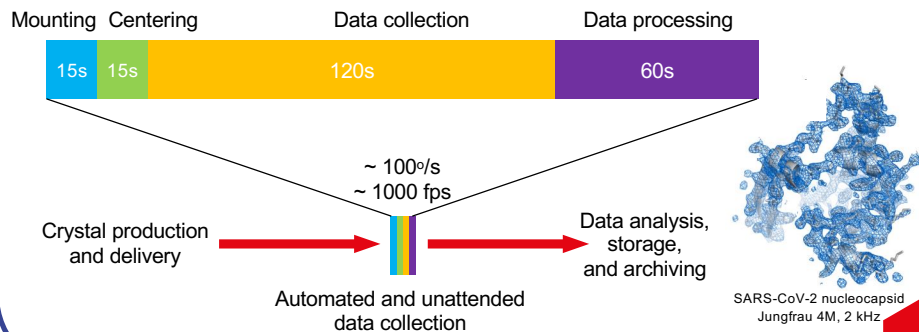 Mounting Centering Data collection Data processing
15s 15s 120s 60s
~ 100º/s
~ 1000 fps
Crystal production
and delivery
Data analysis,
storage,
and archiving
Automated and unattended
data collection
SARS-CoV-2 nucleocapsid
Jungfrau 4M, 2 kHz